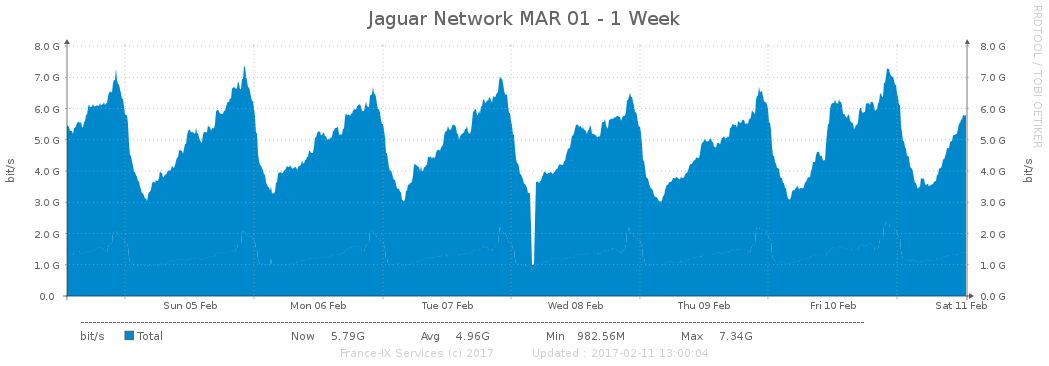 Jaguar Network MAR 01 - 1 Week
RRDTOOL / TOBI OETIKER
8.0 G 8.0 G
7.0 G 7.0 G
6.0 G 6.0 G
5.0 G 5.0 G
4.0 G 4.0 G
3.0 G 3.0 G
2.0 G 2.0 G
1.0 G 1.0 G
0.0 0.0 G
bit/s bit/s
Sun 05 Feb Mon 06 Feb Tue 07 Feb Wed 08 Feb Thu 09 Feb Fri 10 Feb Sat 11 Feb
bit/s Total Now 5.79G Avg 4.96G Min 982.56M Max 7.34G
France-IX Services (c) 2017 Updated : 2017-02-11 13:00:04